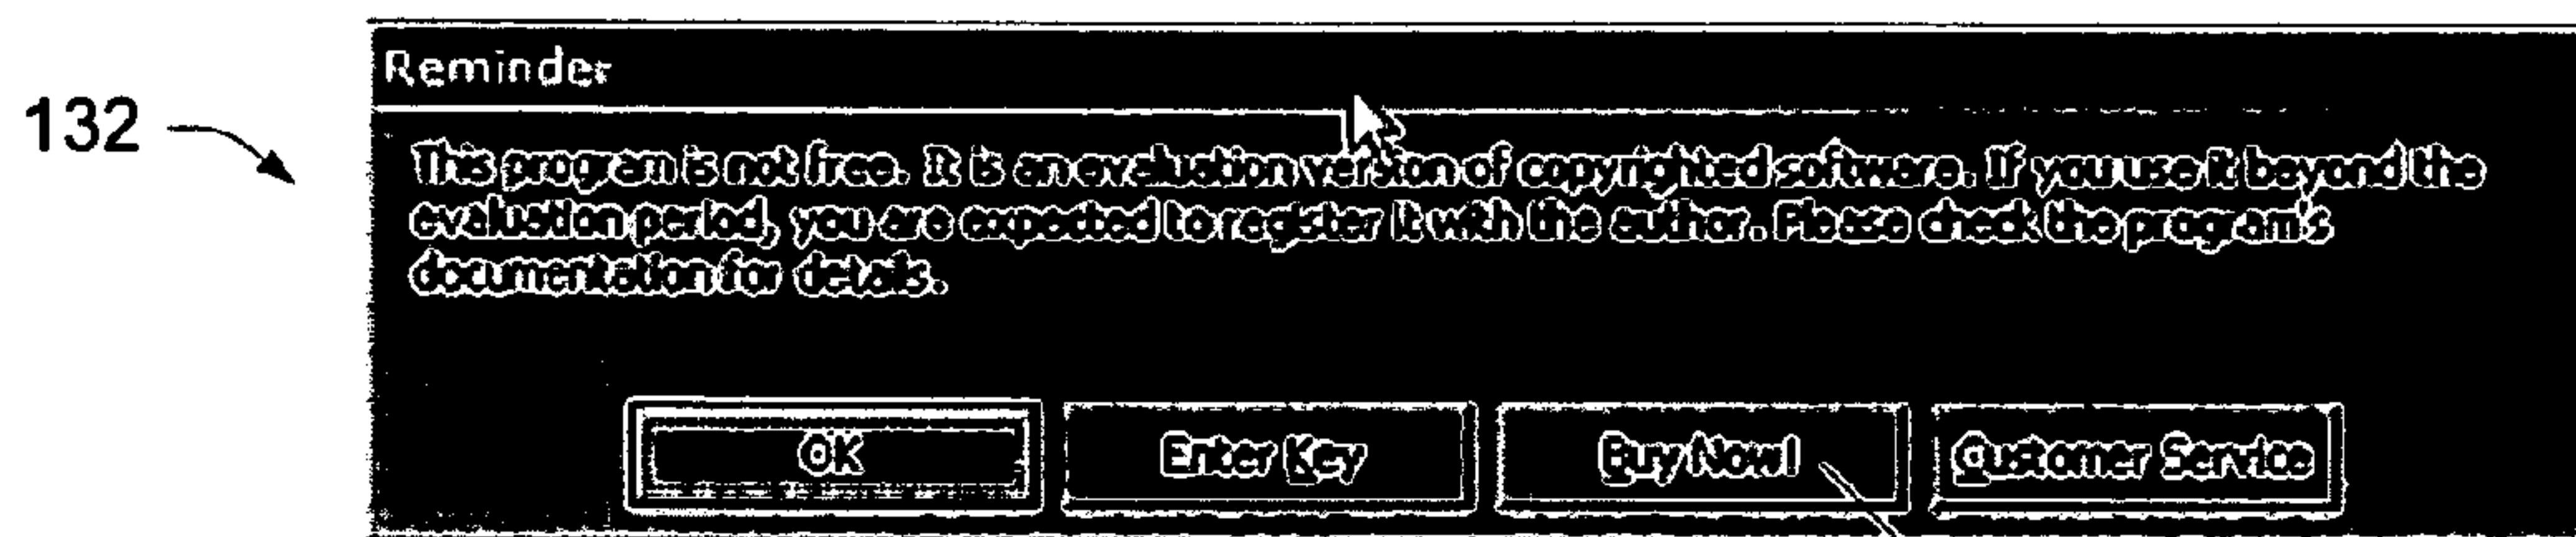 Reminder
132
This program is not free. It is an evaluation version of copyrighted software. If you use it beyond the
evaluation period, you are expected to register it with the author. Please check the program's
documentation for details.
OK Enter Key Buy Now! Customer Service